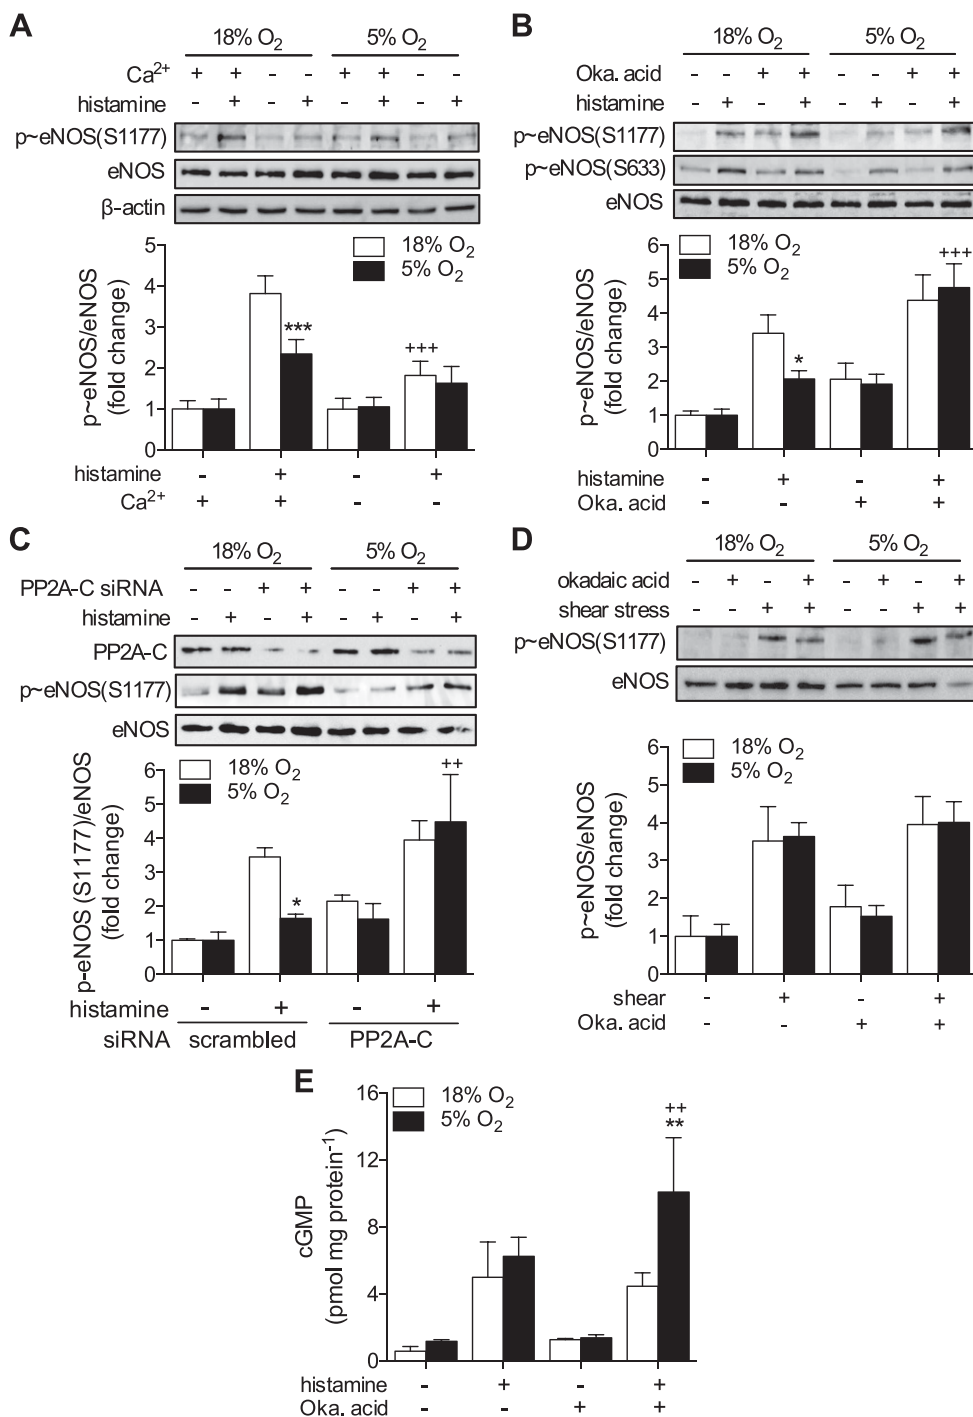 A
18% O2 5% O2
Ca2+ + + - - + + - -
histamine - + - + - + - +
p~eNOS(S1177)
eNOS
β-actin
18% O2
5% O2
p~eNOS/eNOS
(fold change)
5
4
3
2
1
0
***
+++
histamine - + - +
Ca2+ + + - -
B
18% O2 5% O2
Oka. acid - - + + - - + +
histamine - + - + - + - +
p~eNOS(S1177)
p~eNOS(S633)
eNOS
18% O2
5% O2
p~eNOS/eNOS
(fold change)
6
5
4
3
2
1
0
*
+++
histamine - + - +
Oka. acid - - + +
C
18% O2 5% O2
PP2A-C siRNA - - + + - - + +
histamine - + - + - + - +
PP2A-C
p~eNOS(S1177)
eNOS
18% O2
5% O2
p-eNOS (S1177)/eNOS
(fold change)
6
5
4
3
2
1
0
*
++
histamine - + - +
siRNA scrambled PP2A-C
D
18% O2 5% O2
okadaic acid - + - + - + - +
shear stress - - + + - - + +
p~eNOS(S1177)
eNOS
18% O2
5% O2
p~eNOS/eNOS
(fold change)
6
5
4
3
2
1
0
shear - + - +
Oka. acid - - + +
E
18% O2
5% O2
cGMP
(pmol mg protein-1)
16
12
8
4
0
++
**
histamine - + - +
Oka. acid - - + +